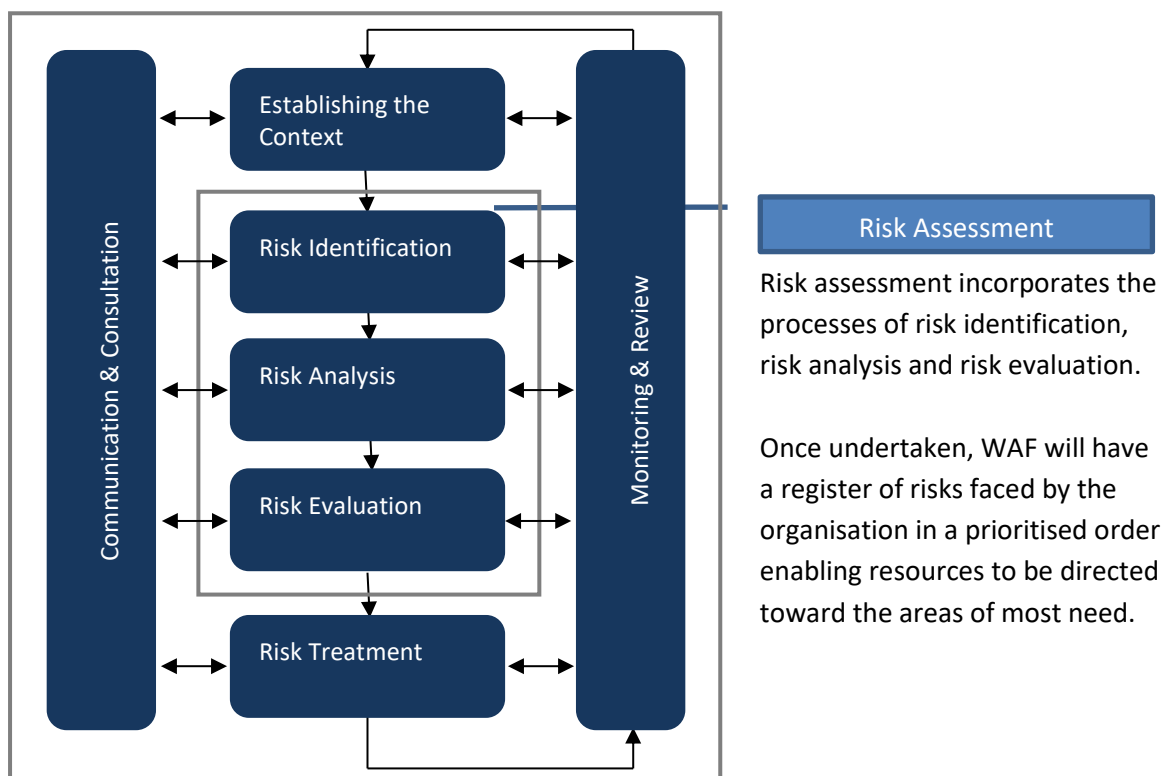 Communication & Consultation
Establishing the
Context
Risk Identification
Risk Analysis
Risk Evaluation
Risk Treatment
Monitoring & Review
Risk Assessment
Risk assessment incorporates the
processes of risk identification,
risk analysis and risk evaluation.
Once undertaken, WAF will have
a register of risks faced by the
organisation in a prioritised order
enabling resources to be directed
toward the areas of most need.